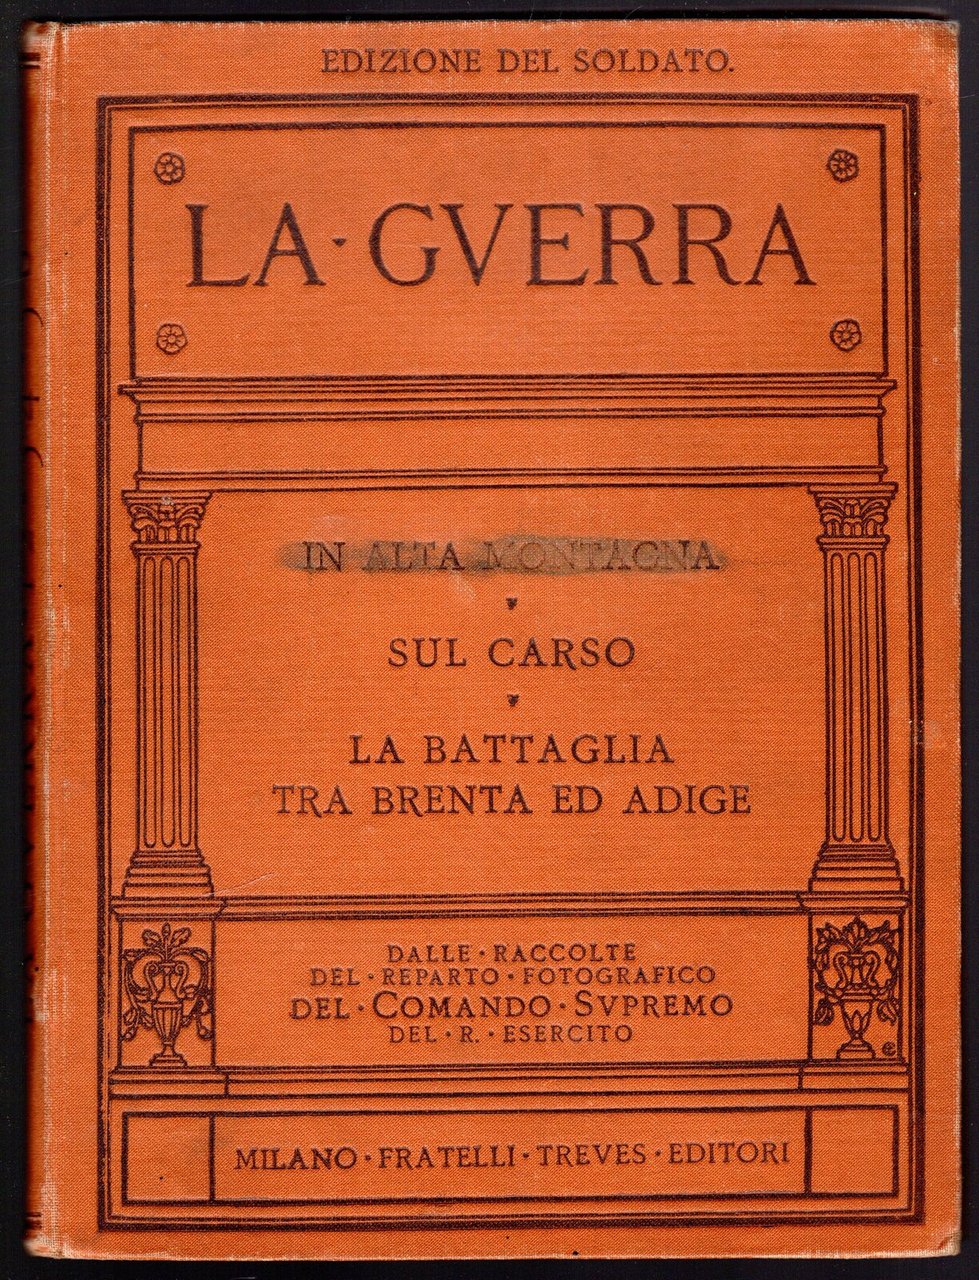 EDIZIONE DEL SOLDATO.
LA · GVERRA
IN ALTA MONTAGNA
SUL CARSO
LA BATTAGLIA
TRA BRENTA ED ADIGE
DALLE · RACCOLTE
DEL · REPARTO · FOTOGRAFICO
DEL · COMANDO · SVPREMO
DEL · R. · ESERCITO
MILANO · FRATELLI · TREVES · EDITORI